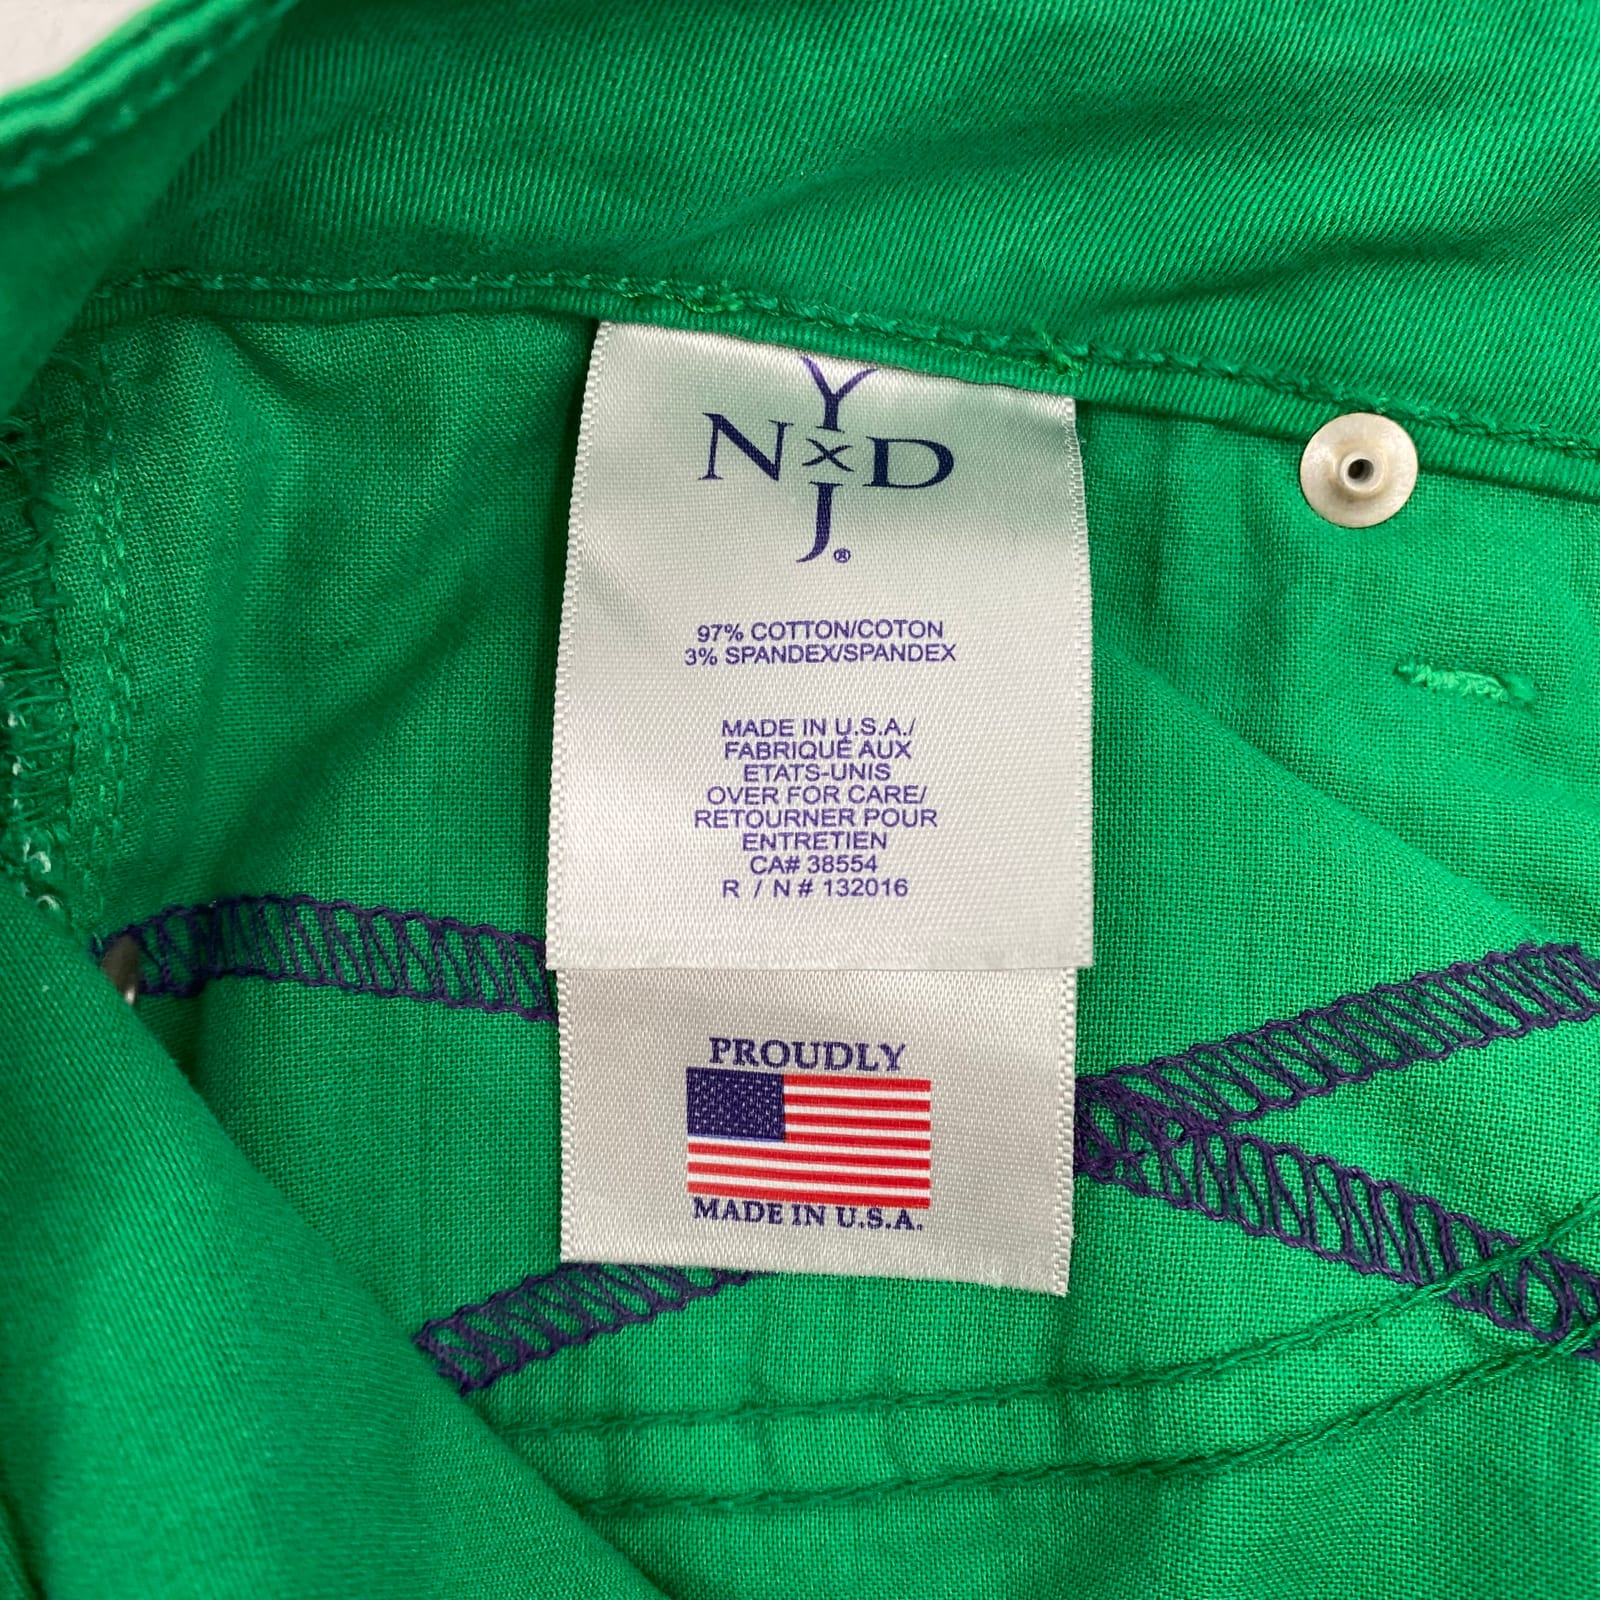 Y
N x D
J®
97% COTTON/COTON
3% SPANDEX/SPANDEX
MADE IN U.S.A./
FABRIQUÉ AUX
ETATS-UNIS
OVER FOR CARE/
RETOURNER POUR
ENTRETIEN
CA# 38554
R / N # 132016
PROUDLY
MADE IN U.S.A.